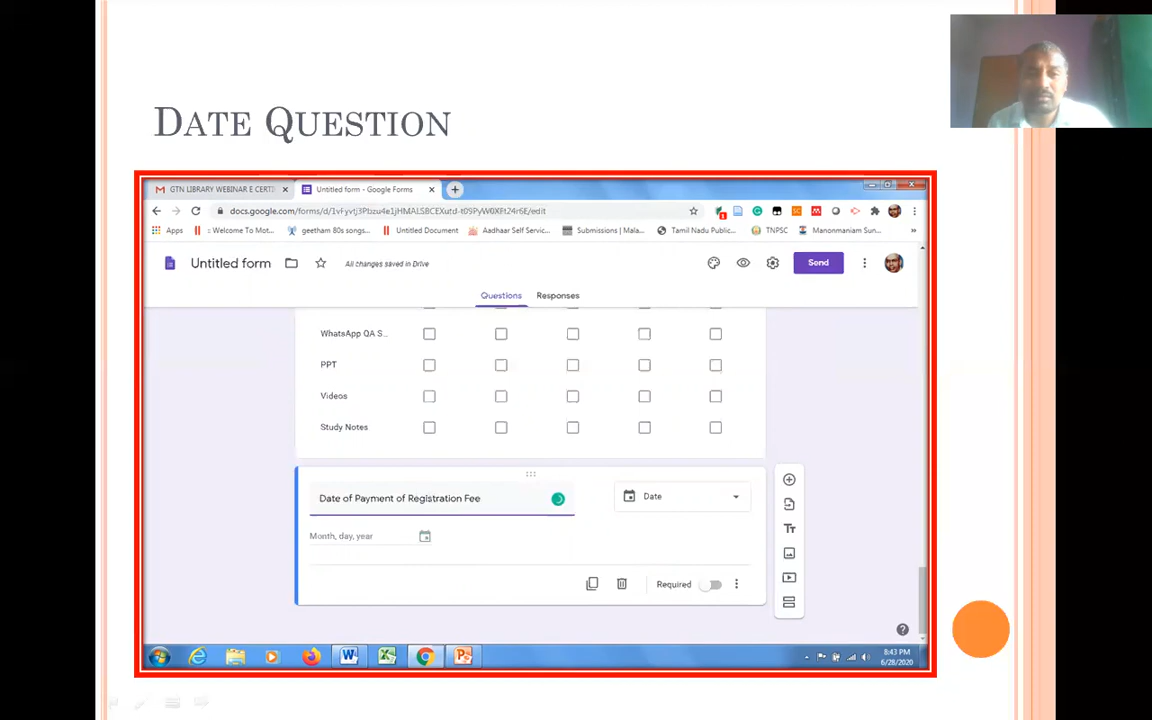 DATE QUESTION
GTN LIBRARY WEBINAR E CERTI
Untitled form - Google Forms
Apps
:: Welcome To Mot...
geetham 80s songs...
Untitled Document
Aadhaar Self Servic...
Submissions | Mala...
Tamil Nadu Public...
TNPSC
Manonmaniam Sun...
»
Untitled form
All changes saved in Drive
Send
Questions
Responses
WhatsApp QA S...
PPT
Videos
Study Notes
Date of Payment of Registration Fee
Date
Month, day, year
Required
8:43 PM
6/28/2020